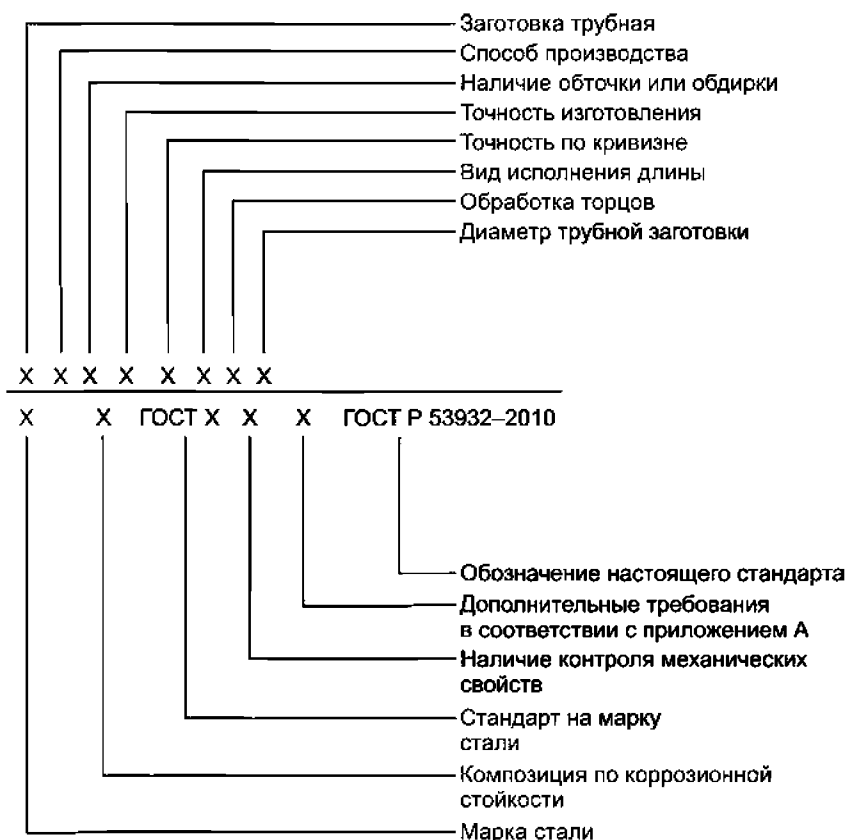 Заготовка трубная
Способ производства
Наличие обточки или обдирки
Точность изготовления
Точность по кривизне
Вид исполнения длины
Обработка торцов
Диаметр трубной заготовки
Х Х Х Х Х Х Х Х
Х Х ГОСТ Х Х Х ГОСТ Р 53932–2010
Обозначение настоящего стандарта
Дополнительные требования
в соответствии с приложением А
Наличие контроля механических
свойств
Стандарт на марку
стали
Композиция по коррозионной
стойкости
Марка стали